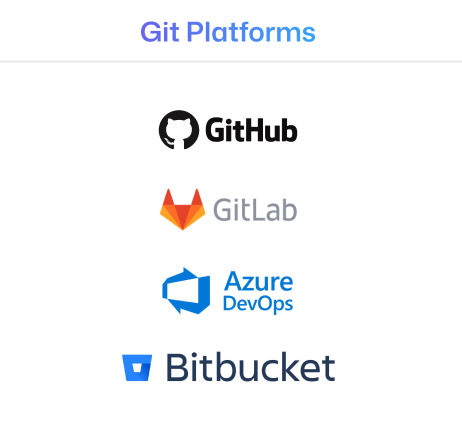 Git Platforms
GitHub
GitLab
Azure
DevOps
Bitbucket